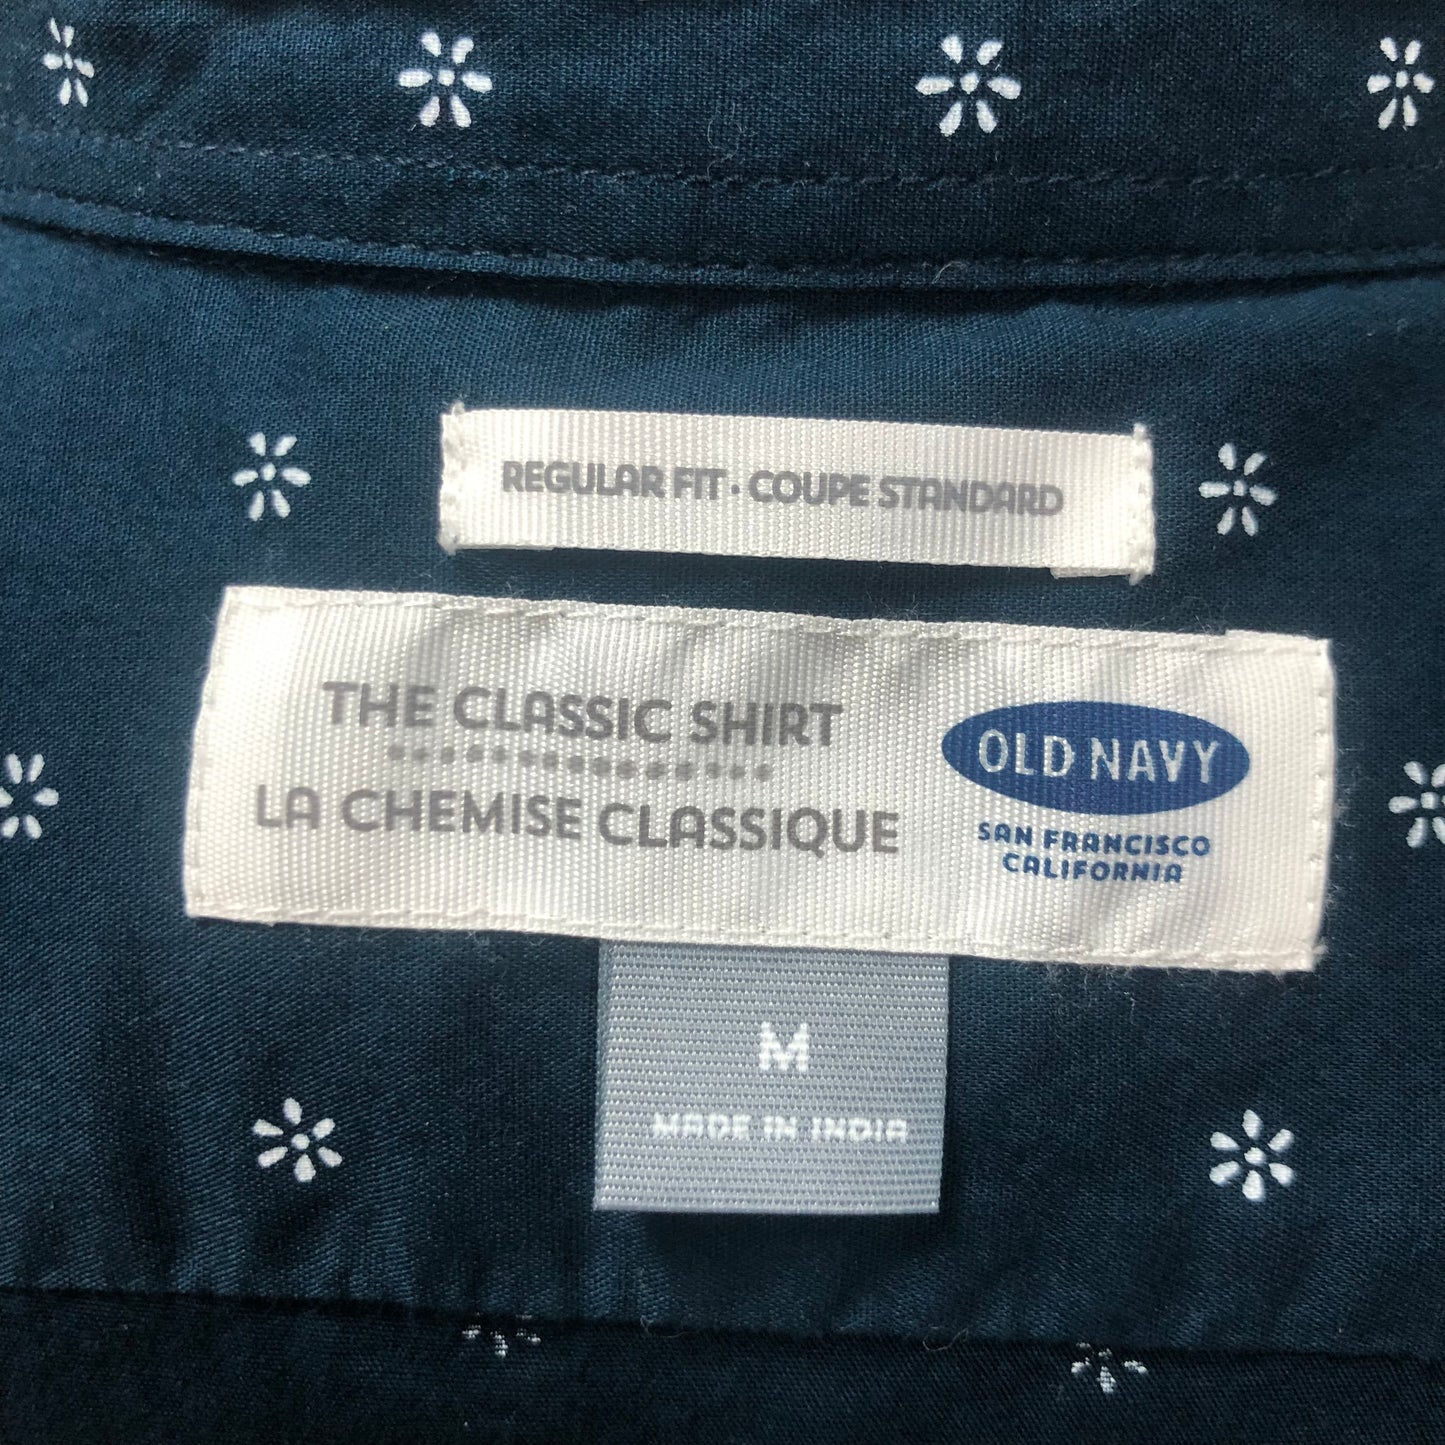 REGULAR FIT • COUPE STANDARD
THE CLASSIC SHIRT
LA CHEMISE CLASSIQUE
OLD NAVY
SAN FRANCISCO
CALIFORNIA
M
MADE IN INDIA